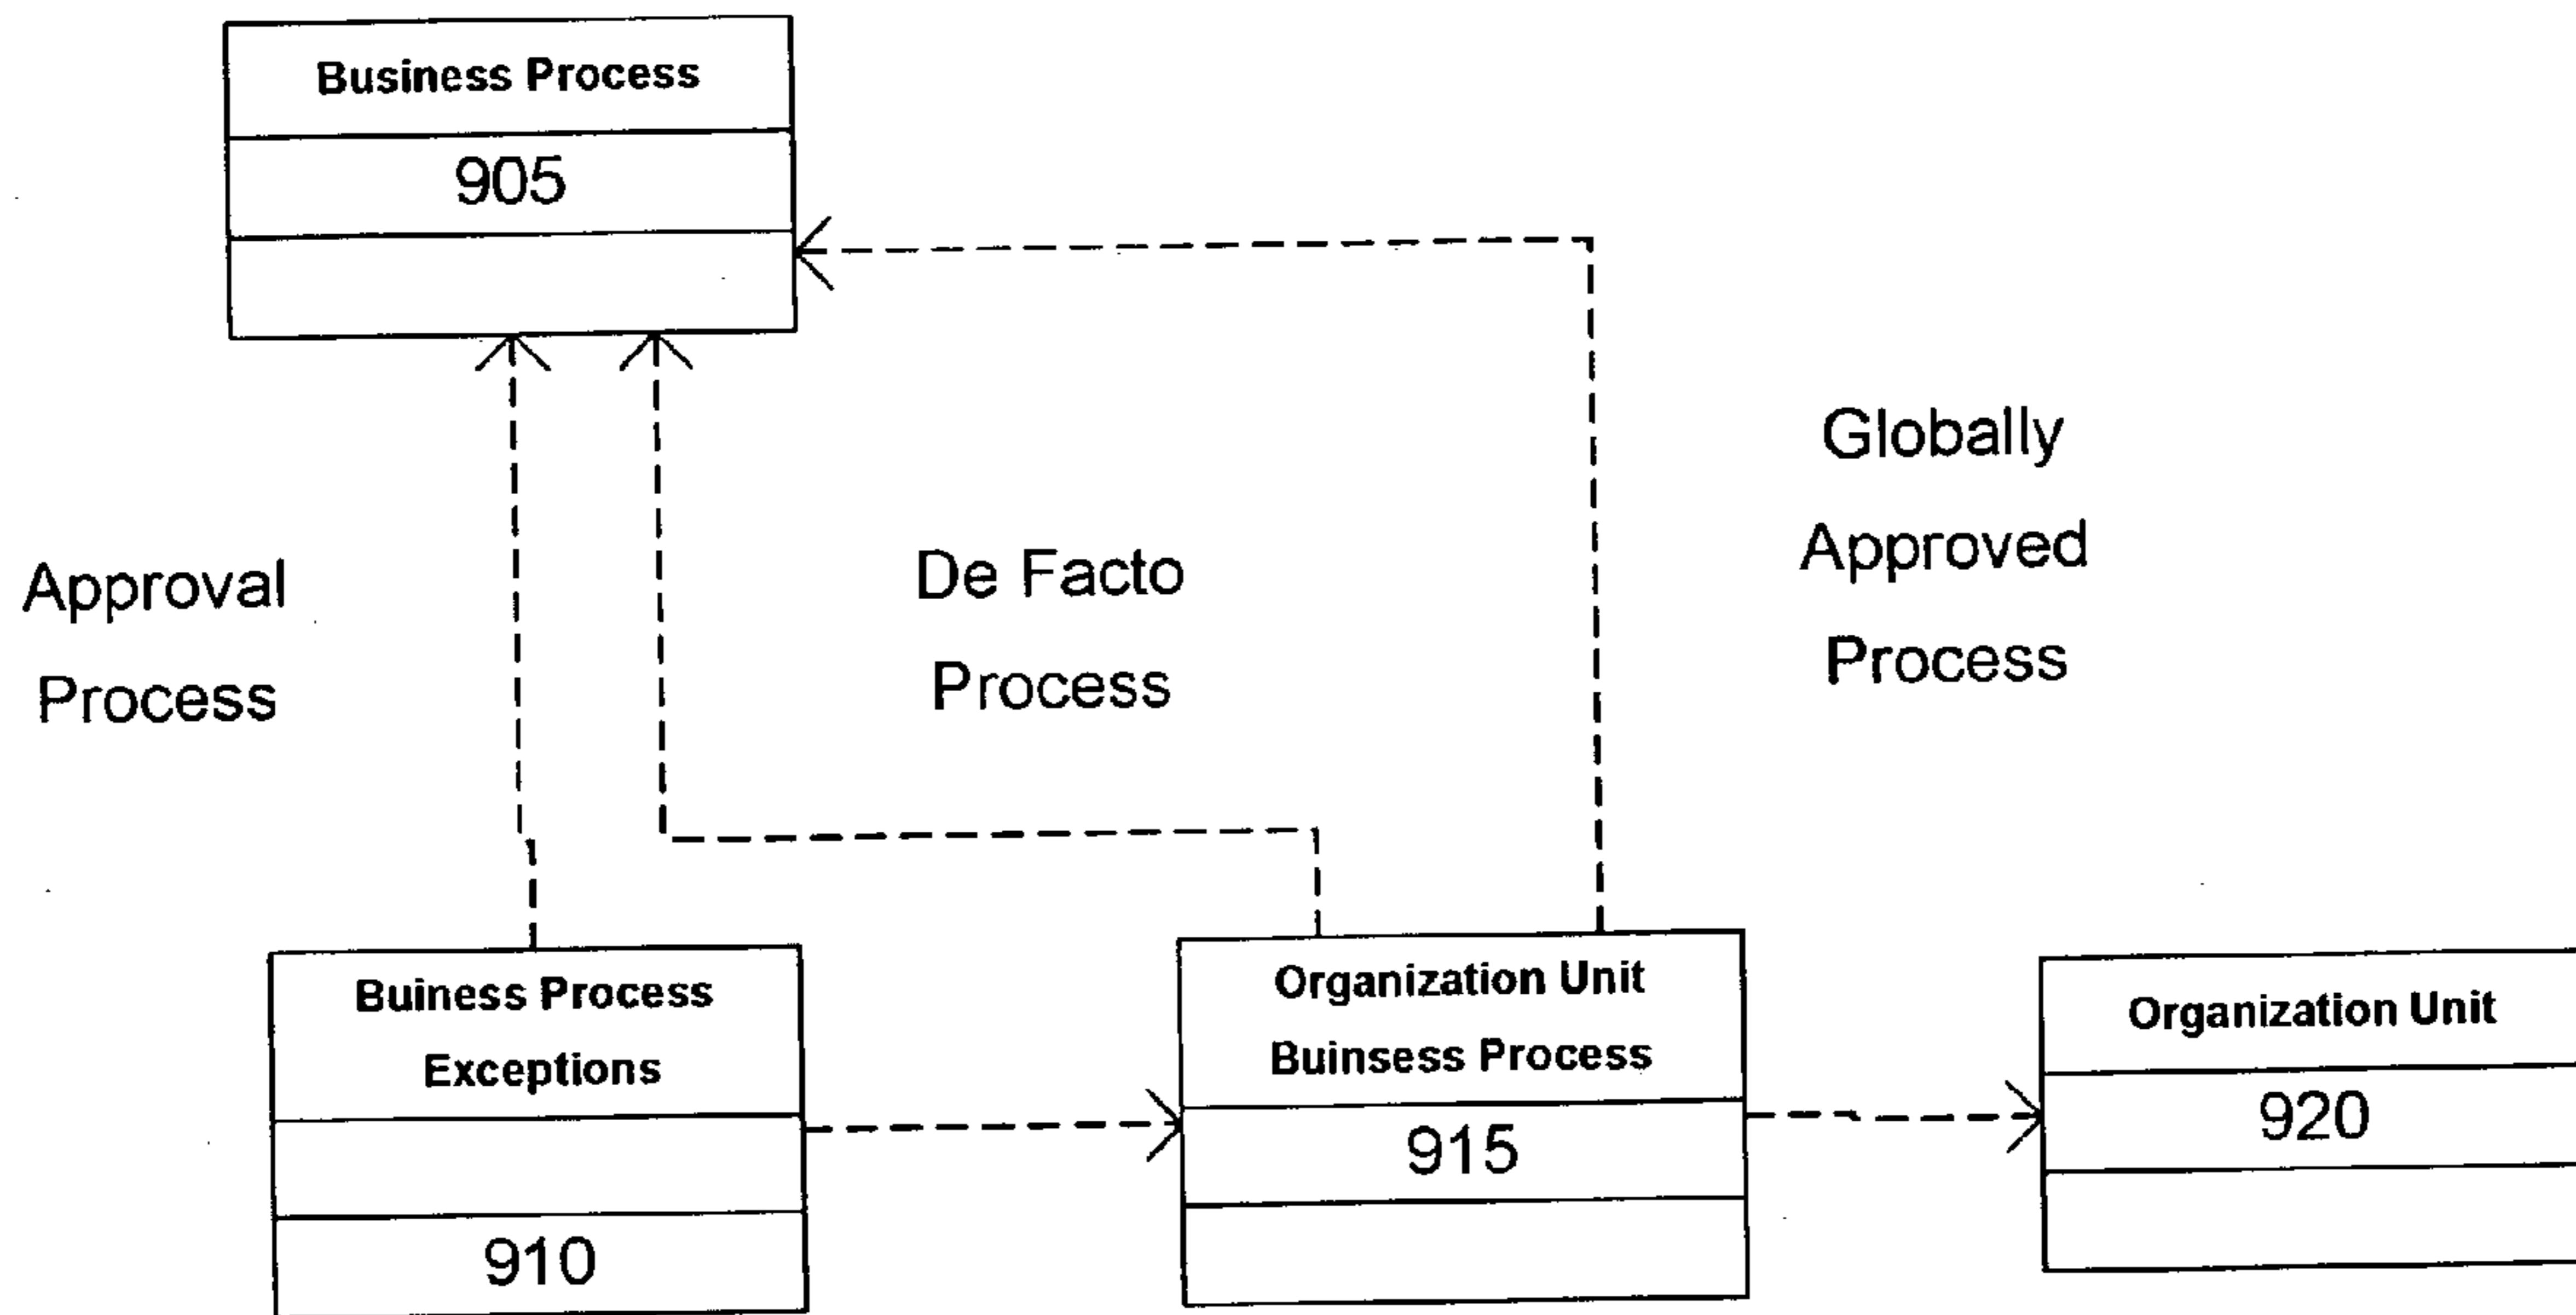 Business Process
905
Globally
Approved
Process
De Facto
Process
Approval
Process
Buiness Process
Exceptions
910
Organization Unit
Buinsess Process
915
Organization Unit
920